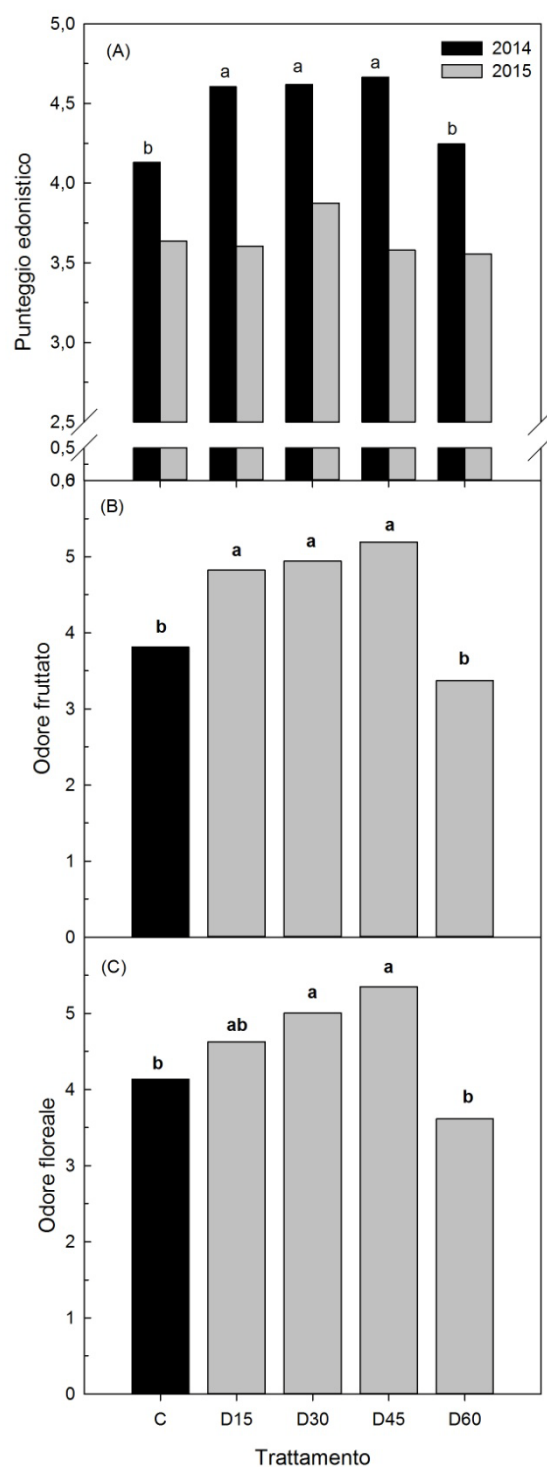 5,0
(A)
2014
2015
a
a
a
4,5
b
b
4,0
Punteggio edonistico
3,5
3,0
2,5
0,5
0,0
6
(B)
5
a
a
a
b
b
4
Odore fruttato
3
2
1
0
(C)
a
a
ab
b
b
5
4
Odore floreale
3
2
1
0
C D15 D30 D45 D60
Trattamento